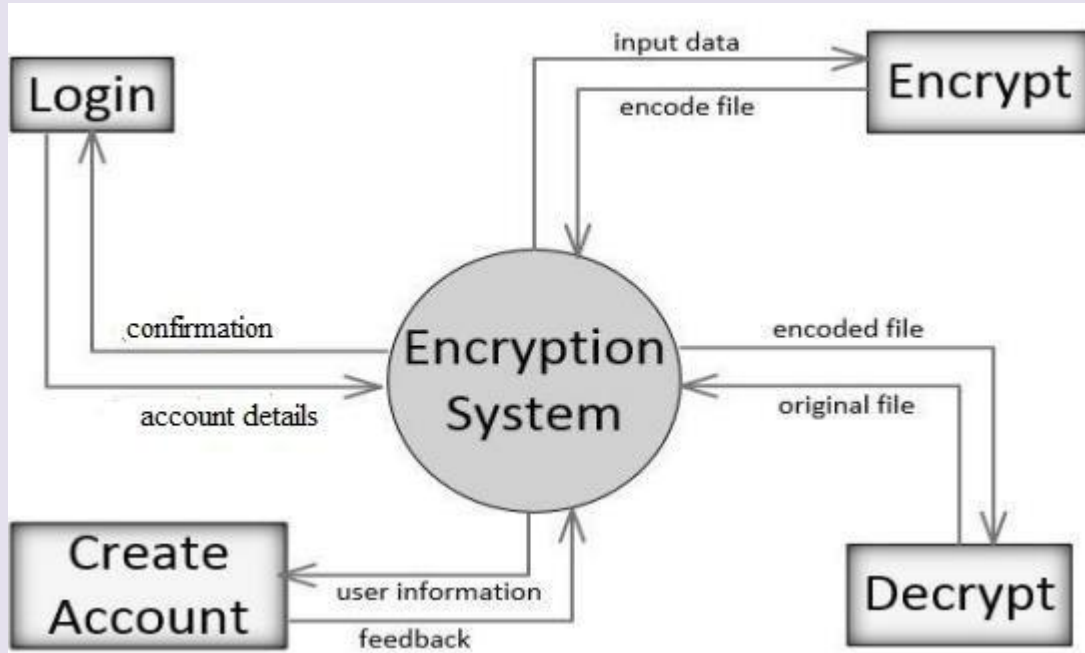 input data
Login
Encrypt
encode file
confirmation
encoded file
Encryption
System
account details
original file
Create
Account
user information
feedback
Decrypt